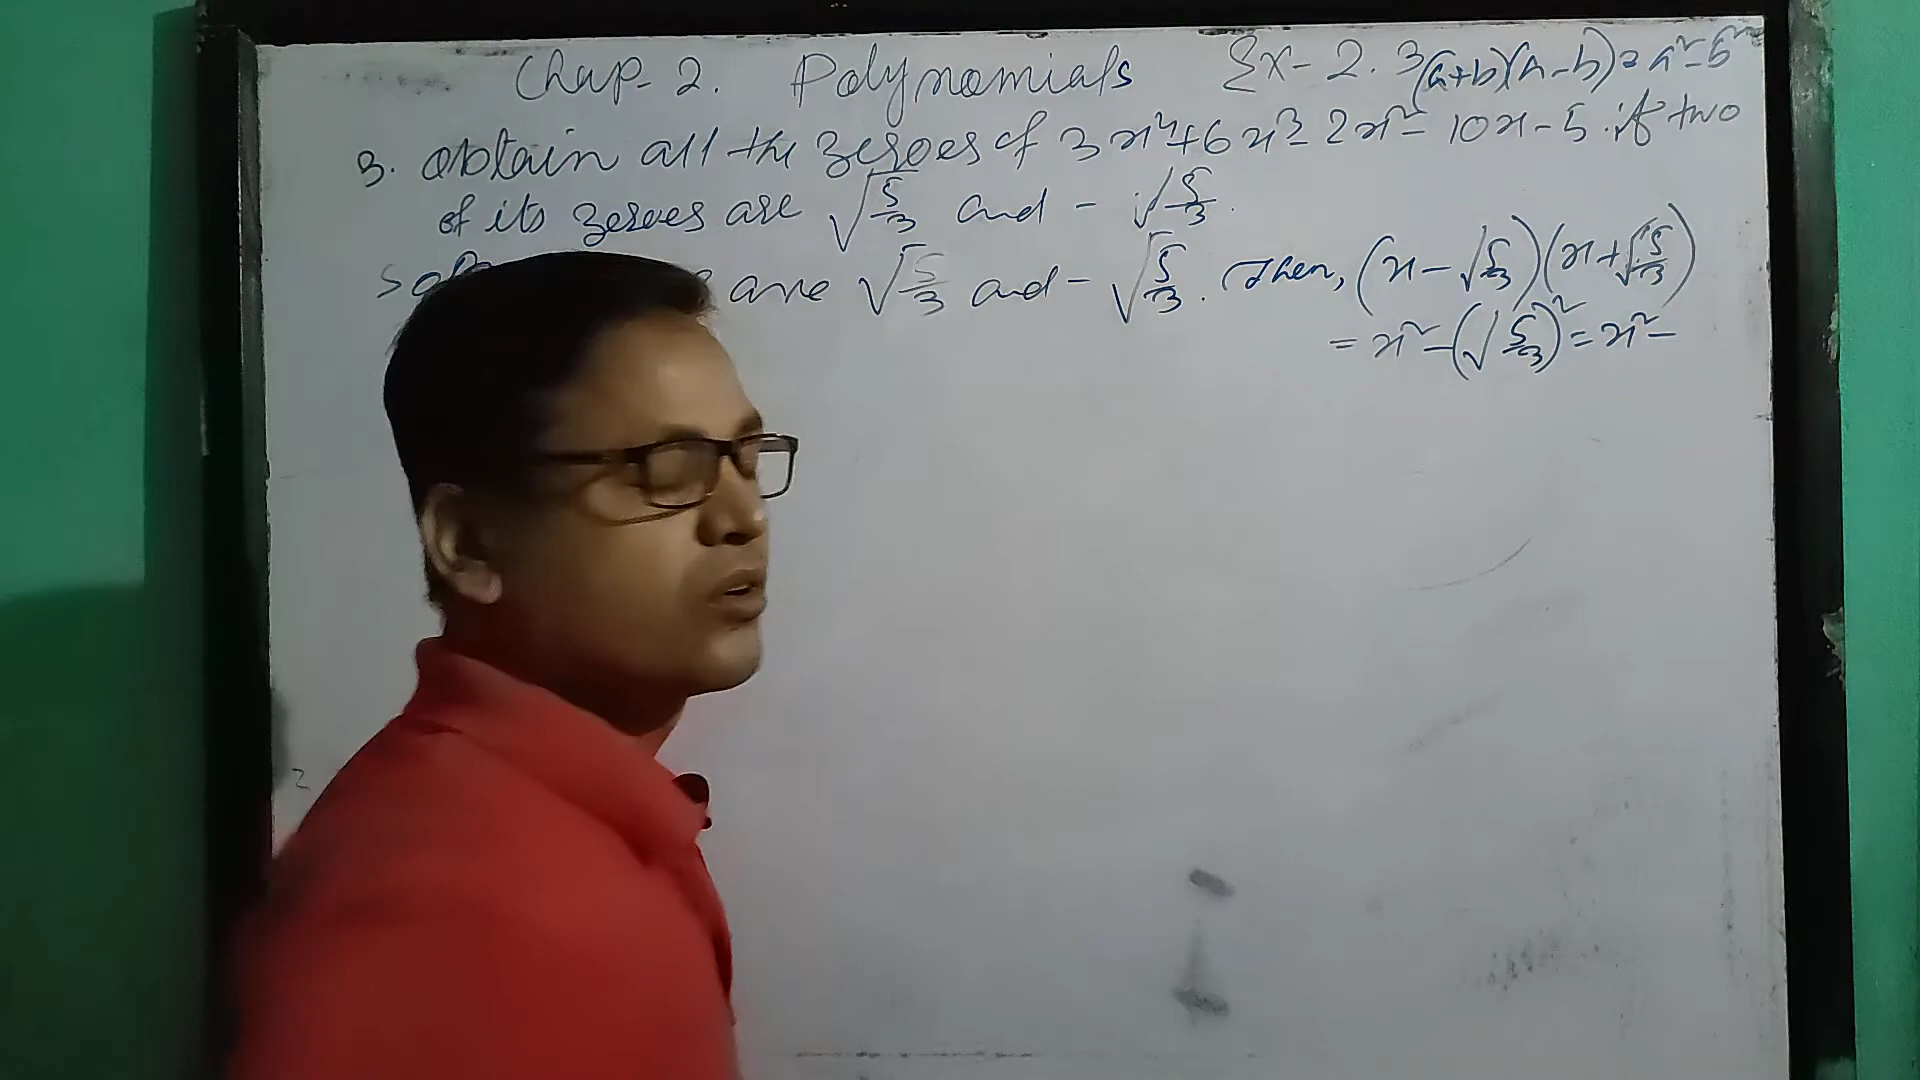 Chap-2. Polynomials Ex-2.3 (a+b)(a-b)=a²-b²
3. Obtain all the zeroes of 3x⁴+6x³-2x²-10x-5. if two
of its zeroes are √5/3 and -√5/3.
are √5/3 and -√5/3. Then, (x-√5/3)(x+√5/3)
= x²-(√5/3)² = x²-